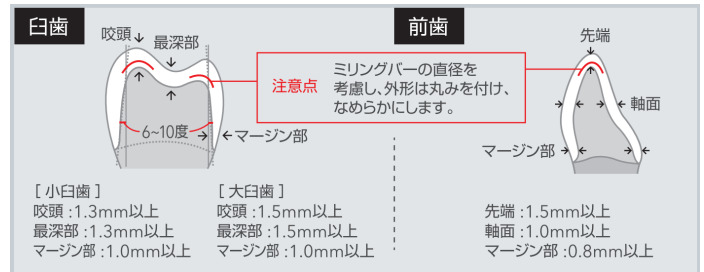 臼歯
咬頭
最深部
6~10度
マージン部
注意点
ミリングバーの直径を
考慮し、外形は丸みを付け、
なめらかにします。
前歯
先端
軸面
マージン部
[ 小臼歯 ]
咬頭 :1.3mm以上
最深部 :1.3mm以上
マージン部 :1.0mm以上
[ 大臼歯 ]
咬頭 :1.5mm以上
最深部 :1.5mm以上
マージン部 :1.0mm以上
先端 :1.5mm以上
軸面 :1.0mm以上
マージン部 :0.8mm以上